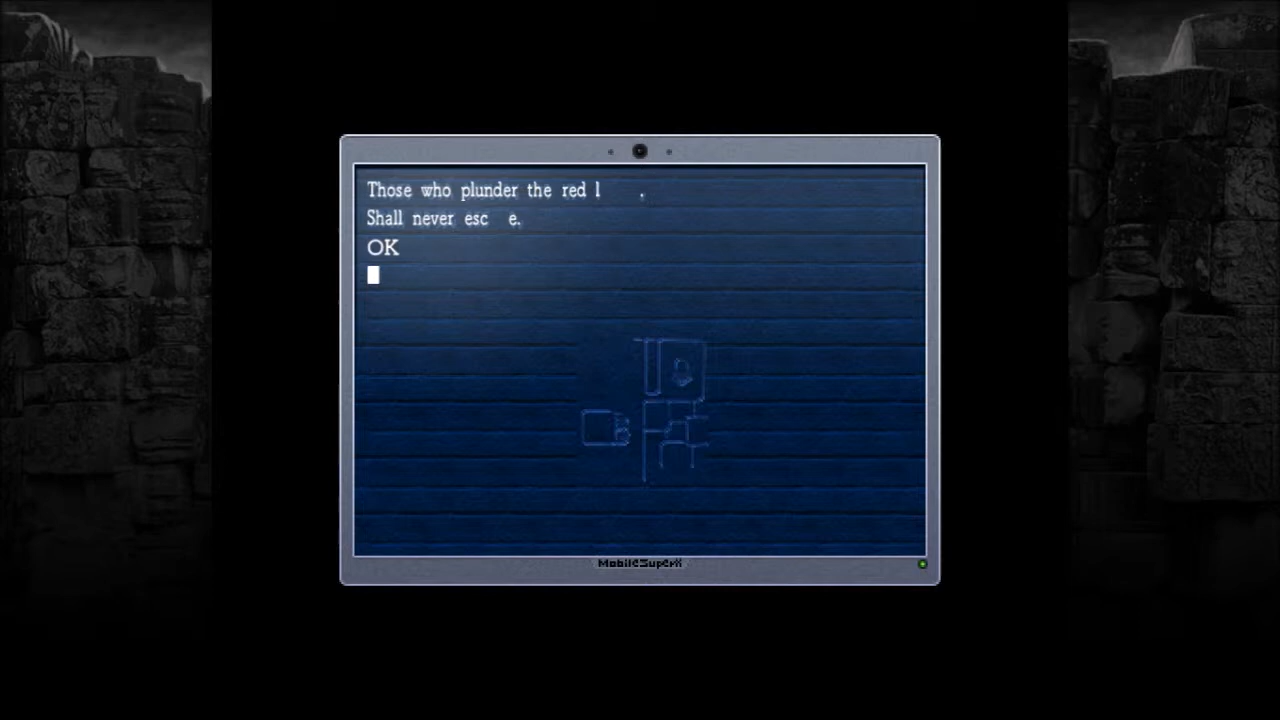 Those who plunder the red l    .
Shall never esc  e.
OK
MobileSuperX